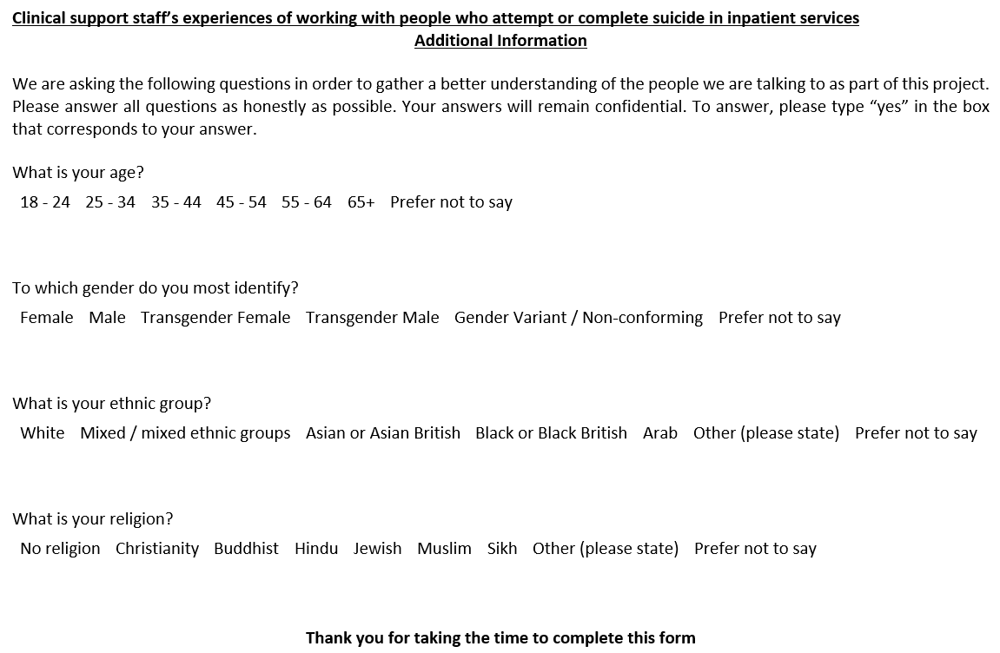 Clinical support staff’s experiences of working with people who attempt or complete suicide in inpatient services
Additional Information
We are asking the following questions in order to gather a better understanding of the people we are talking to as part of this project.
Please answer all questions as honestly as possible. Your answers will remain confidential. To answer, please type “yes” in the box
that corresponds to your answer.
What is your age?
18 - 24 25 - 34 35 - 44 45 - 54 55 - 64 65+ Prefer not to say
To which gender do you most identify?
Female Male Transgender Female Transgender Male Gender Variant / Non-conforming Prefer not to say
What is your ethnic group?
White Mixed / mixed ethnic groups Asian or Asian British Black or Black British Arab Other (please state) Prefer not to say
What is your religion?
No religion Christianity Buddhist Hindu Jewish Muslim Sikh Other (please state) Prefer not to say
Thank you for taking the time to complete this form